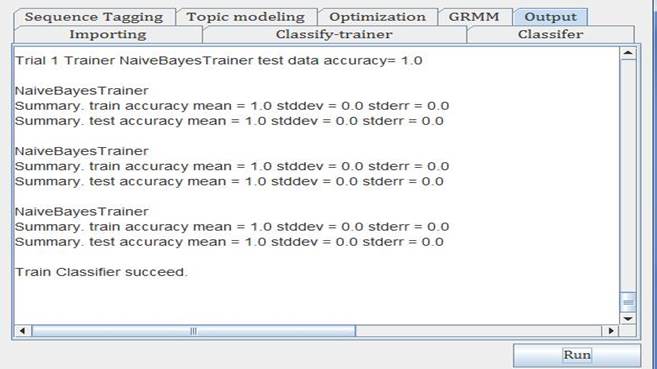 Sequence Tagging Topic modeling Optimization GRMM Output
Importing Classify-trainer Classifer
Trial 1 Trainer NaiveBayesTrainer test data accuracy= 1.0
NaiveBayesTrainer
Summary. train accuracy mean = 1.0 stddev = 0.0 stderr = 0.0
Summary. test accuracy mean = 1.0 stddev = 0.0 stderr = 0.0
NaiveBayesTrainer
Summary. train accuracy mean = 1.0 stddev = 0.0 stderr = 0.0
Summary. test accuracy mean = 1.0 stddev = 0.0 stderr = 0.0
NaiveBayesTrainer
Summary. train accuracy mean = 1.0 stddev = 0.0 stderr = 0.0
Summary. test accuracy mean = 1.0 stddev = 0.0 stderr = 0.0
Train Classifier succeed.
Run